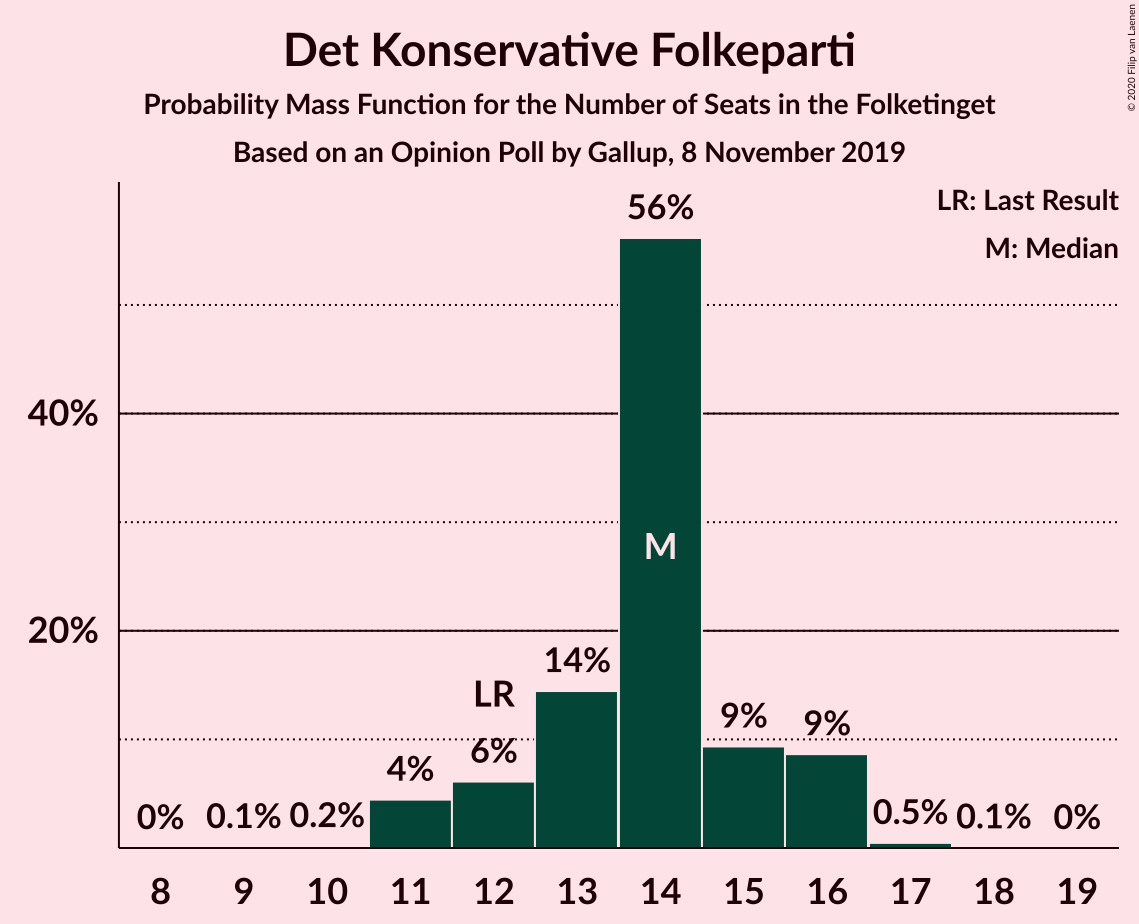 Det Konservative Folkeparti
Probability Mass Function for the Number of Seats in the Folketinget
Based on an Opinion Poll by Gallup, 8 November 2019
© 2020 Filip van Laenen
LR: Last Result
M: Median
56%
40%
M
20%
14%
LR
9%
9%
6%
4%
0%
0.1%
0.2%
0.5%
0.1%
0%
8 9 10 11 12 13 14 15 16 17 18 19